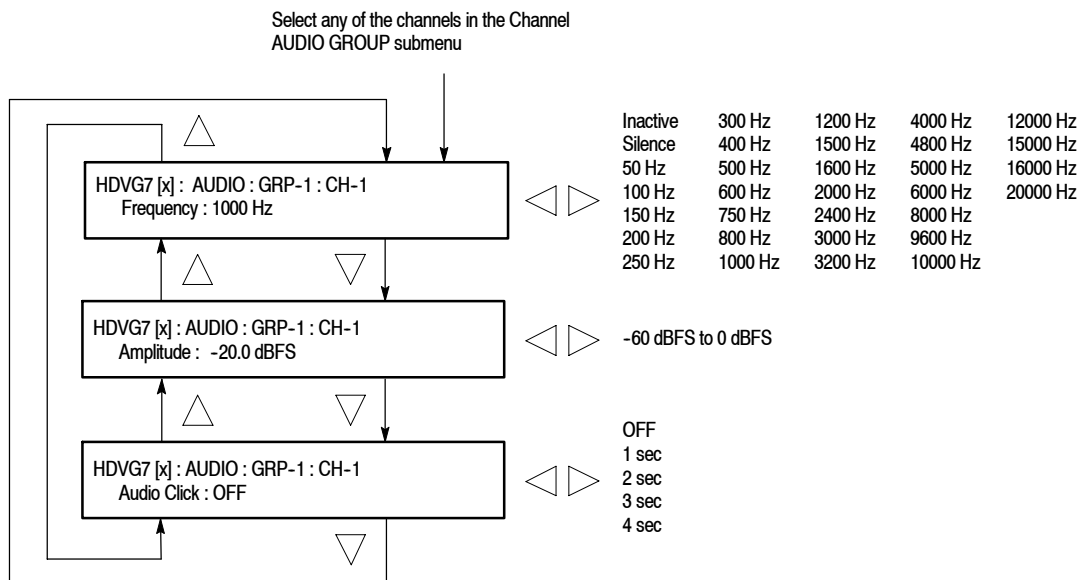 Select any of the channels in the Channel
AUDIO GROUP submenu
HDVG7 [x] : AUDIO : GRP-1 : CH-1
Frequency : 1000 Hz
Inactive 300 Hz 1200 Hz 4000 Hz 12000 Hz
Silence 400 Hz 1500 Hz 4800 Hz 15000 Hz
50 Hz 500 Hz 1600 Hz 5000 Hz 16000 Hz
100 Hz 600 Hz 2000 Hz 6000 Hz 20000 Hz
150 Hz 750 Hz 2400 Hz 8000 Hz
200 Hz 800 Hz 3000 Hz 9600 Hz
250 Hz 1000 Hz 3200 Hz 10000 Hz
HDVG7 [x] : AUDIO : GRP-1 : CH-1
Amplitude : -20.0 dBFS
-60 dBFS to 0 dBFS
HDVG7 [x] : AUDIO : GRP-1 : CH-1
Audio Click : OFF
OFF
1 sec
2 sec
3 sec
4 sec